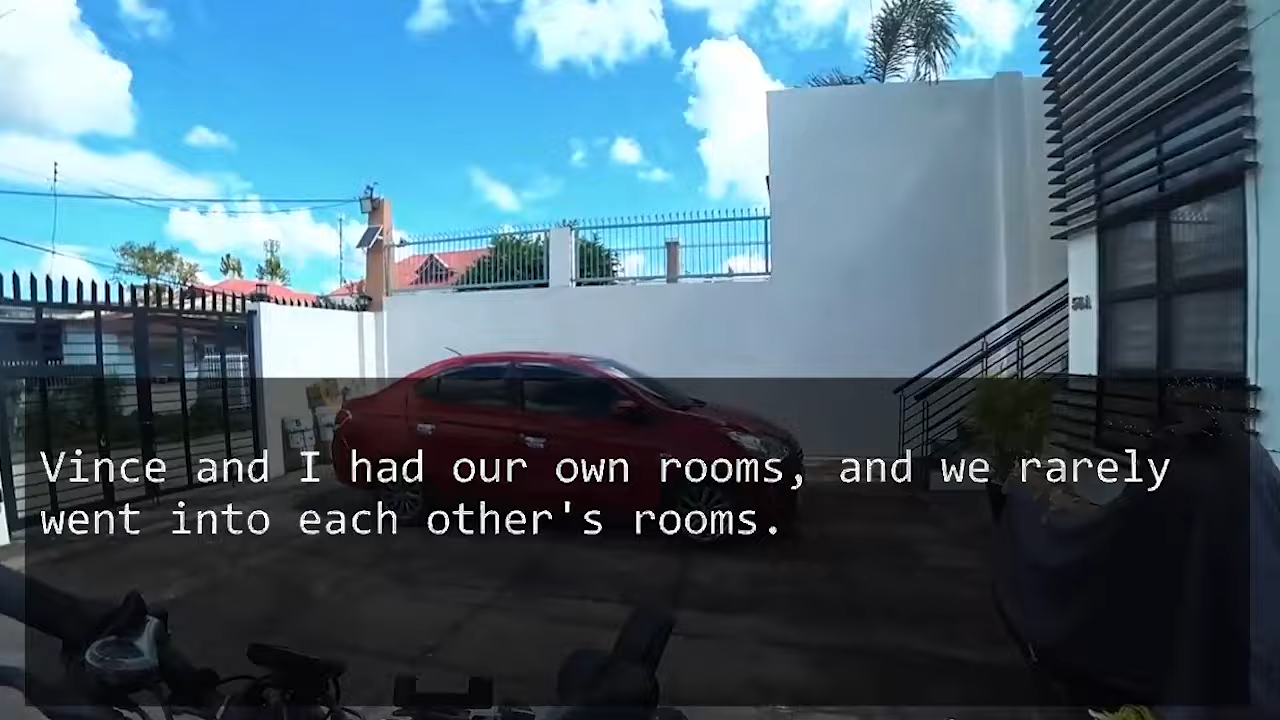 Vince and I had our own rooms, and we rarely
went into each other's rooms.